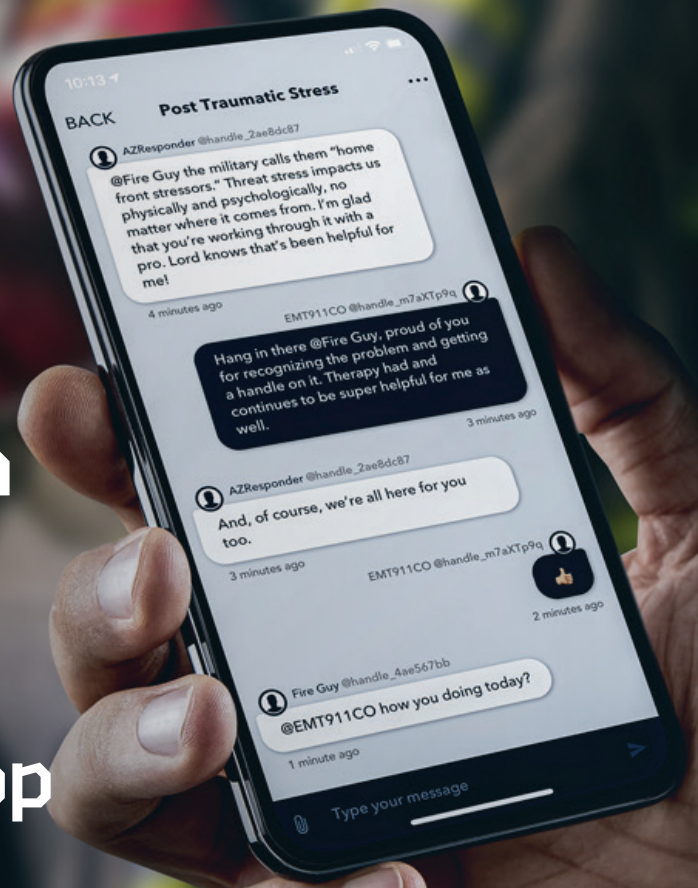 10:13
BACK
Post Traumatic Stress
AZResponder @handle_2ae8dc87
@Fire Guy the military calls them "home
front stressors." Threat stress impacts us
physically and psychologically, no
matter where it comes from. I'm glad
that you're working through it with a
pro. Lord knows that's been helpful for
me!
4 minutes ago
EMT911CO @handle_m7aXTp9q
Hang in there @Fire Guy, proud of you
for recognizing the problem and getting
a handle on it. Therapy had and
continues to be super helpful for me as
well.
3 minutes ago
AZResponder @handle_2ae8dc87
And, of course, we're all here for you
too.
3 minutes ago
EMT911CO @handle_m7aXTp9q
2 minutes ago
Fire Guy @handle_4ae567bb
@EMT911CO how you doing today?
1 minute ago
Type your message